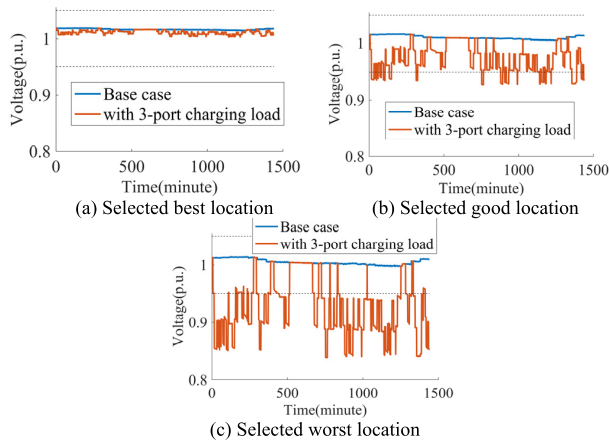 Voltage(p.u.)
1
0.9
0.8
Base case
with 3-port charging load
0
500
1000
1500
Time(minute)
(a) Selected best location
Voltage(p.u.)
1
0.9
0.8
Base case
with 3-port charging load
0
500
1000
1500
Time(minute)
(b) Selected good location
Voltage(p.u.)
1
0.9
0.8
Base case
with 3-port charging load
0
500
1000
1500
Time(minute)
(c) Selected worst location